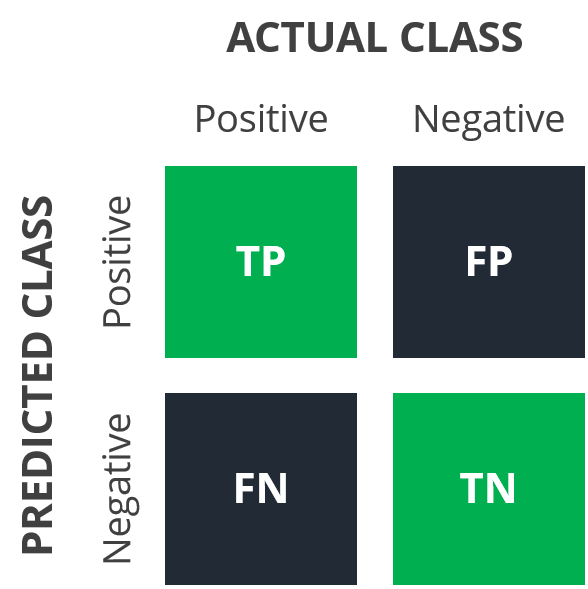 ACTUAL CLASS
Positive Negative
PREDICTED CLASS
Positive
TP FP
Negative
FN TN